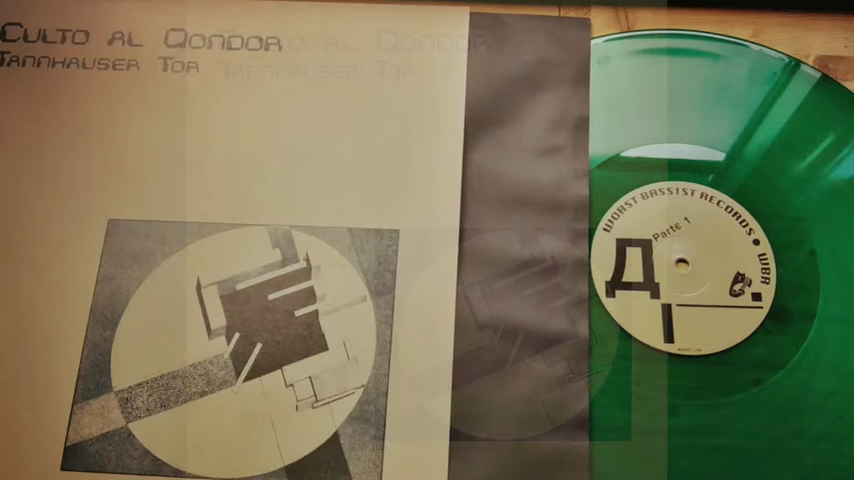 CULTO AL QONDOR
TANNHAUSER TOR
WORST BASSIST RECORDS • WBR
Parte 1
Д